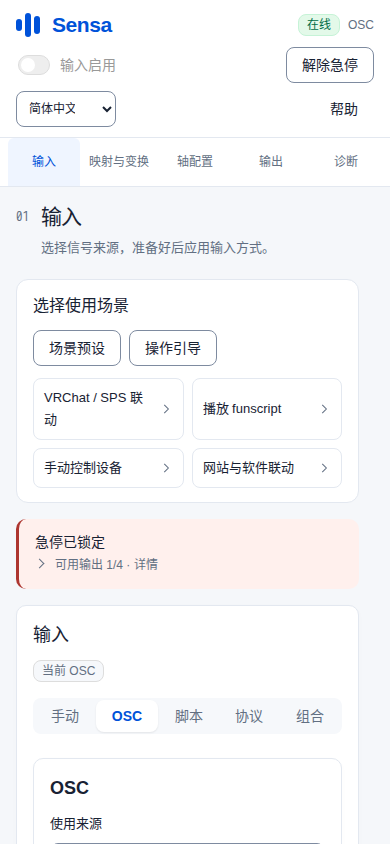 Sensa
在线 OSC
输入启用
解除急停
简体中文
帮助
输入 映射与变换 轴配置 输出 诊断
01 输入
选择信号来源，准备好后应用输入方式。
选择使用场景
场景预设 操作引导
VRChat / SPS 联
动
播放 funscript
手动控制设备
网站与软件联动
急停已锁定
可用输出 1/4 · 详情
输入
当前 OSC
手动 OSC 脚本 协议 组合
OSC
使用来源